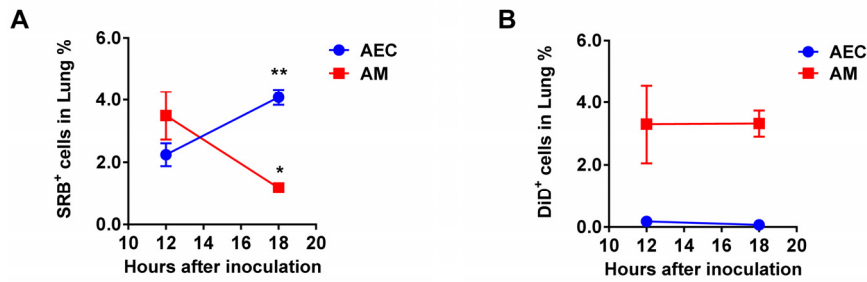 A
SRB+ cells in Lung %
6.0
4.0
2.0
0.0
10 12 14 16 18 20
Hours after inoculation
AEC
AM
**
*
B
DiD+ cells in Lung %
6.0
4.0
2.0
0.0
10 12 14 16 18 20
Hours after inoculation
AEC
AM